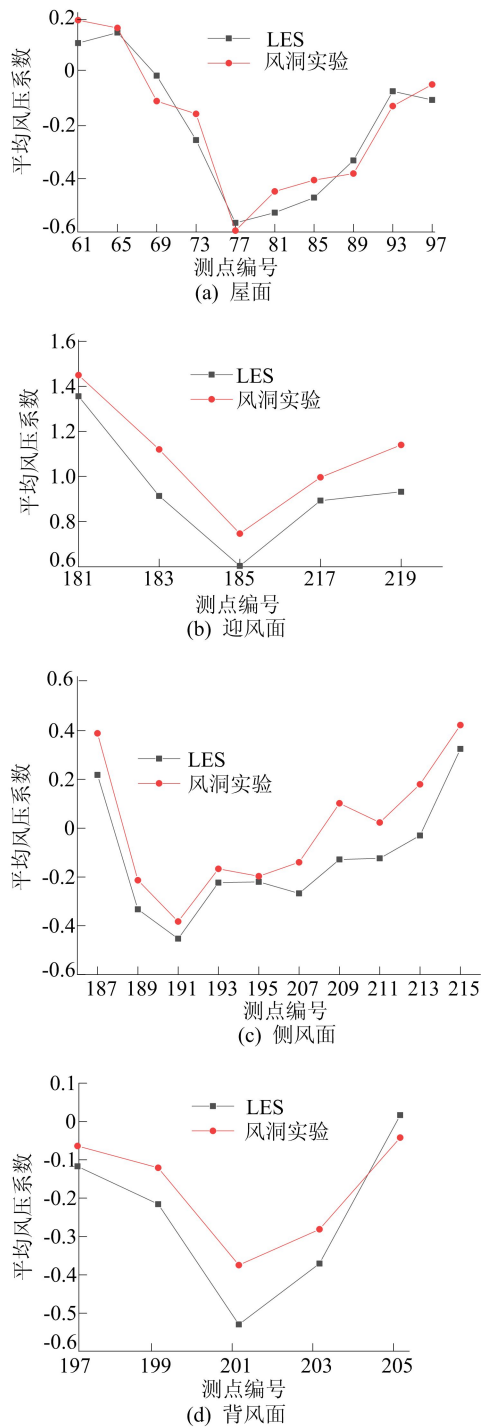 0.2
0
-0.2
-0.4
-0.6
平均风压系数
LES
风洞实验
61 65 69 73 77 81 85 89 93 97
测点编号
(a) 屋面
1.6
1.4
1.2
1.0
0.8
0.6
平均风压系数
LES
风洞实验
181 183 185 217 219
测点编号
(b) 迎风面
0.6
0.4
0.2
0
-0.2
-0.4
-0.6
平均风压系数
LES
风洞实验
187 189 191 193 195 207 209 211 213 215
测点编号
(c) 侧风面
0.1
0
-0.1
-0.2
-0.3
-0.4
-0.5
-0.6
平均风压系数
LES
风洞实验
197 199 201 203 205
测点编号
(d) 背风面